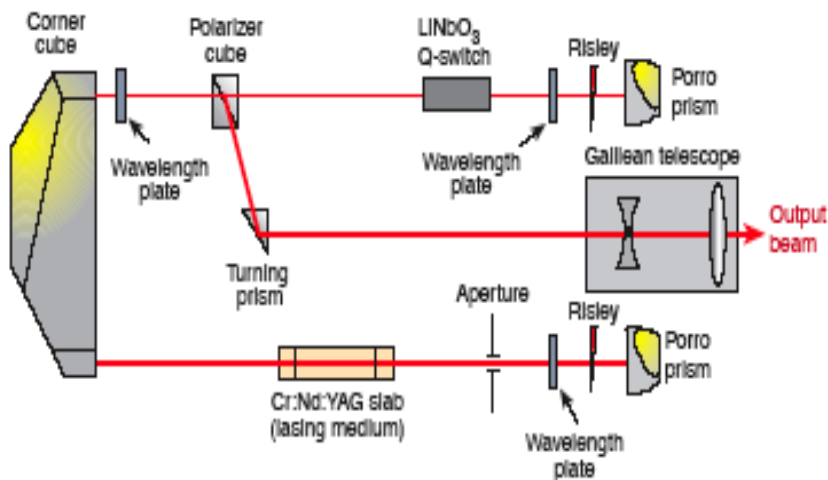 Corner
cube
Polarizer
cube
LiNbO3
Q-switch
Risley
Porro
prism
Wavelength
plate
Wavelength
plate
Galilean telescope
Output
beam
Turning
prism
Aperture
Risley
Porro
prism
Cr:Nd:YAG slab
(lasing medium)
Wavelength
plate